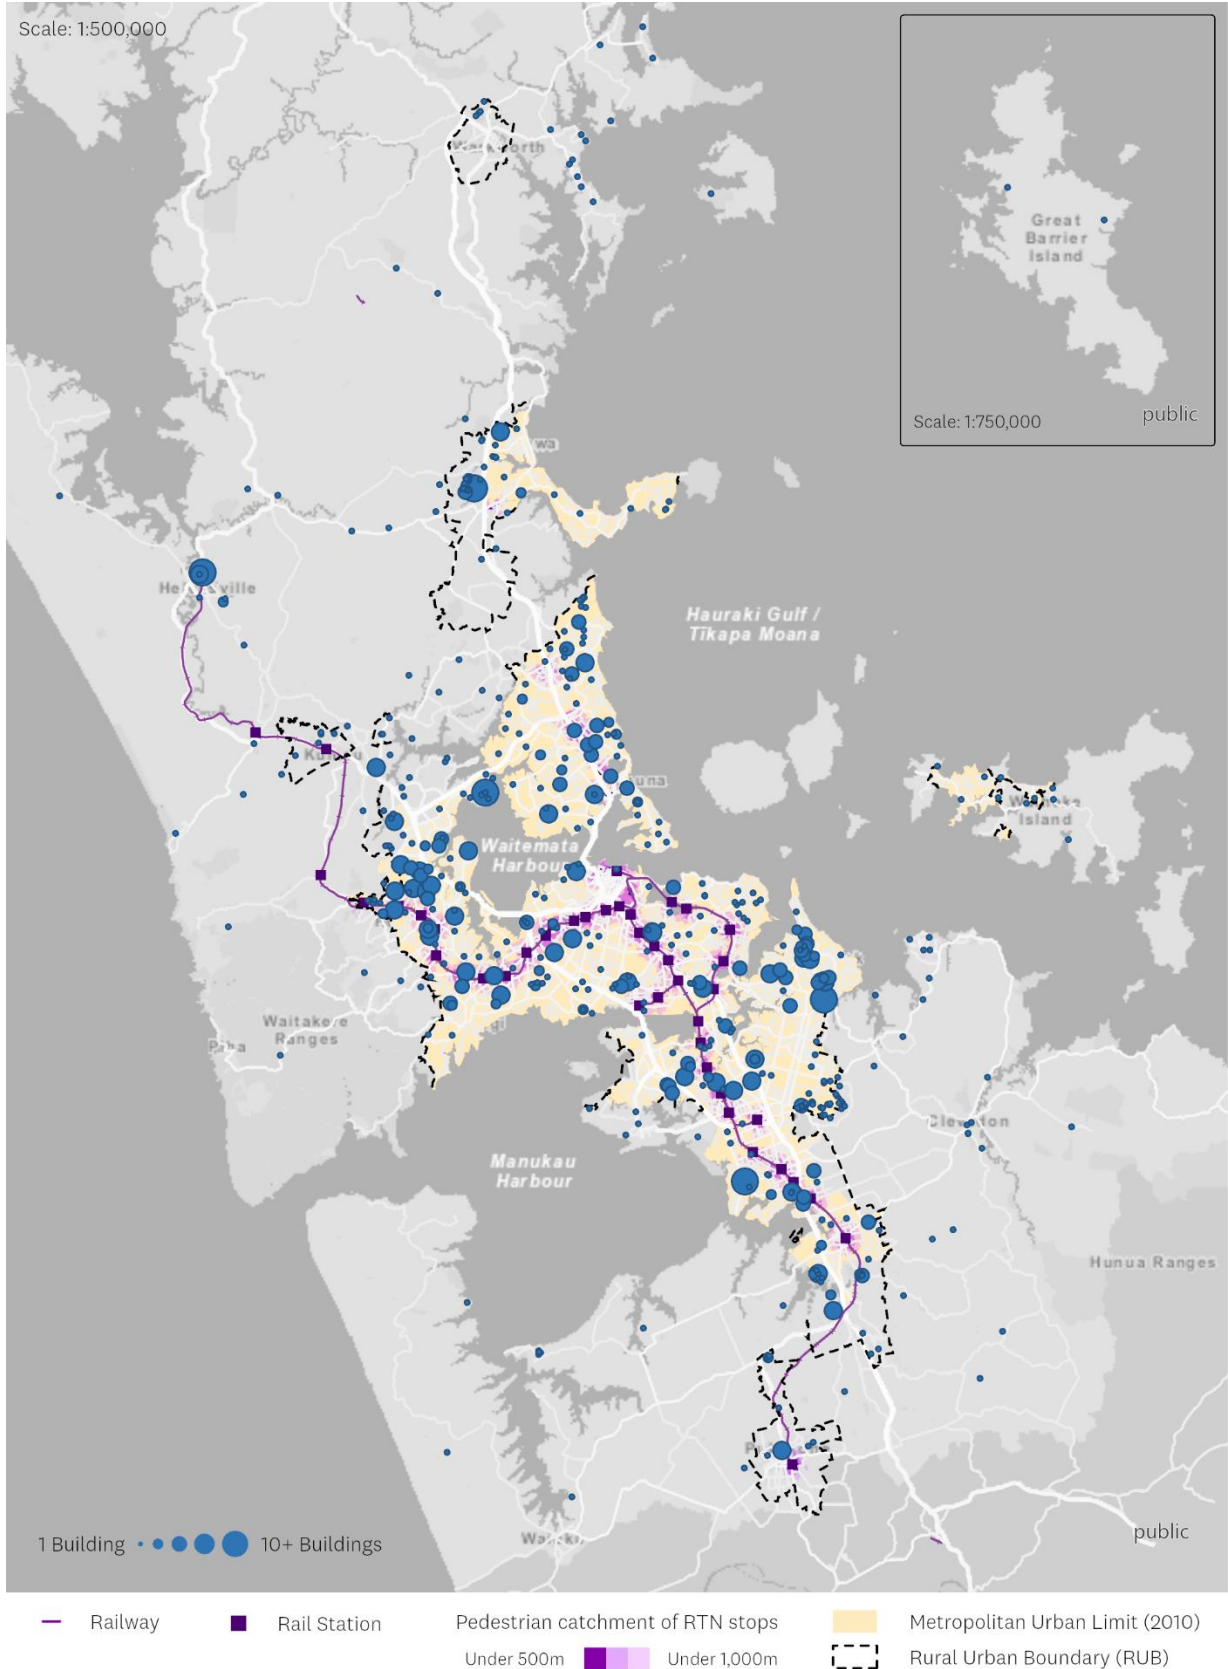 Scale: 1:500,000
Great
Barrier
Island
Scale: 1:750,000
public
Hauraki Gulf /
Tīkapa Moana
Waitemata
Harbour
Island
Waitakere
Ranges
Manukau
Harbour
Hunua Ranges
1 Building
10+ Buildings
public
Railway
Rail Station
Pedestrian catchment of RTN stops
Under 500m
Under 1,000m
Metropolitan Urban Limit (2010)
Rural Urban Boundary (RUB)